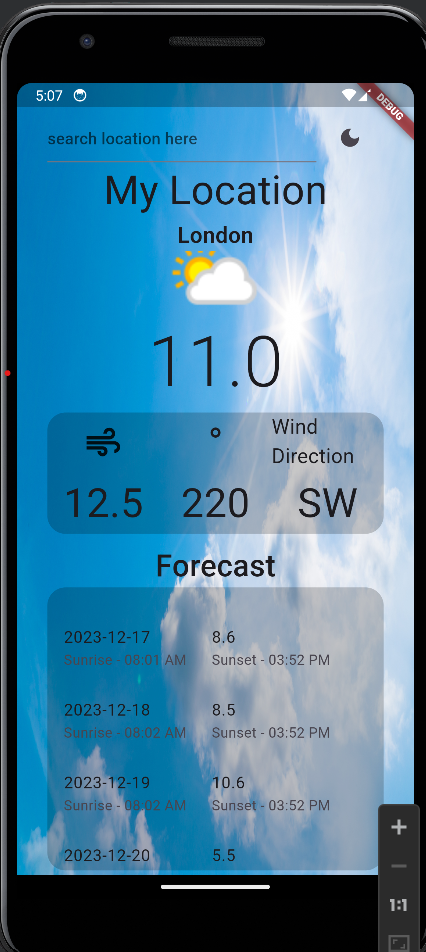 5:07
DEBUG
search location here
My Location
London
11.0
°
Wind
Direction
12.5 220 SW
Forecast
2023-12-17 8.6
Sunrise - 08:01 AM Sunset - 03:52 PM
2023-12-18 8.5
Sunrise - 08:02 AM Sunset - 03:52 PM
2023-12-19 10.6
Sunrise - 08:02 AM Sunset - 03:52 PM
2023-12-20 5.5
1:1